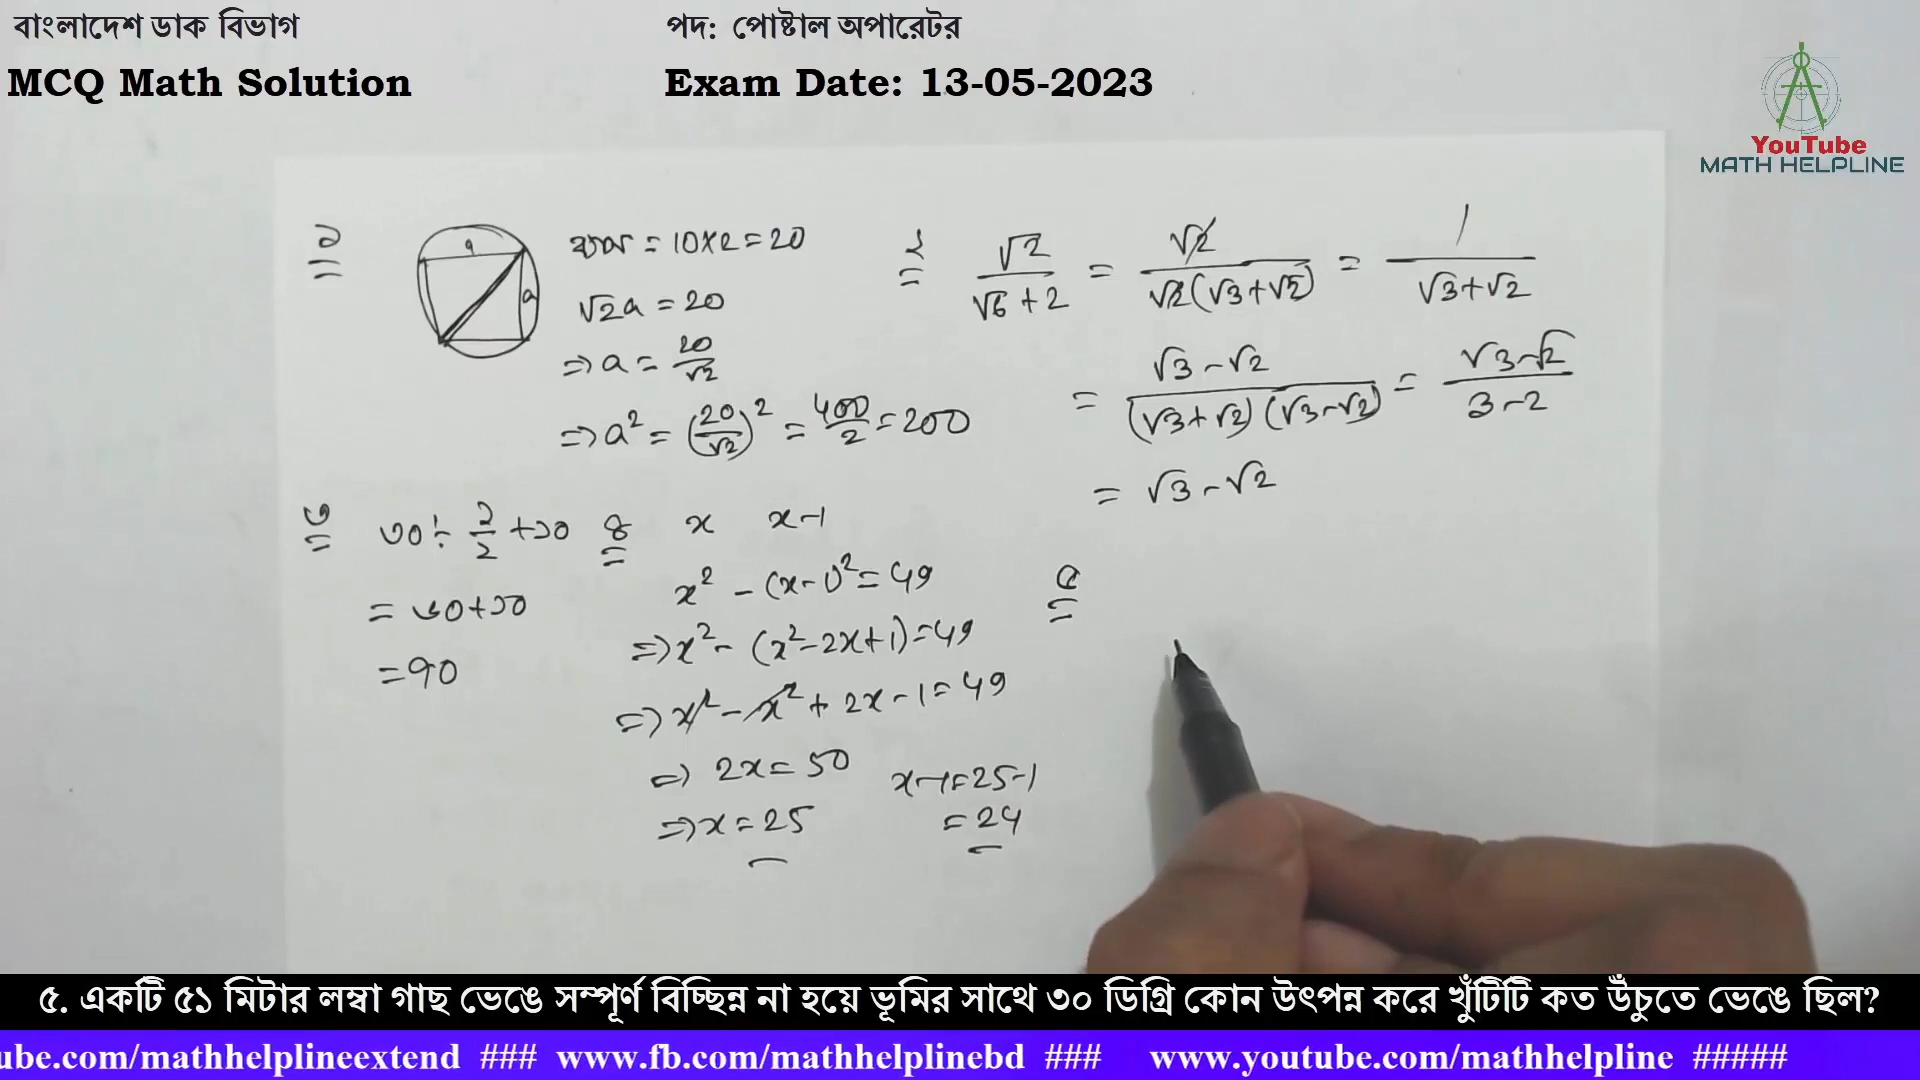 বাংলাদেশ ডাক বিভাগ
পদ: পোষ্টাল অপারেটর
MCQ Math Solution
Exam Date: 13-05-2023
YouTube
MATH HELPLINE
১
a
a
ব্যাস = 10×2 = 20
√2a = 20
⇒ a = 20/√2
⇒ a² = (20/√2)² = 400/2 = 200
২
√2/(√6+2) = √2/(√2(√3+√2)) = 1/(√3+√2)
= (√3-√2)/((√3+√2)(√3-√2)) = (√3-√2)/(3-2)
= √3-√2
৩
৩০ ÷ ১/২ + ১০
= ৬০+১০
= ৭০
৪
x x-1
x² - (x-1)² = 49
⇒ x² - (x²-2x+1) = 49
⇒ x² - x² + 2x - 1 = 49
⇒ 2x = 50
⇒ x = 25
x-1 = 25-1
= 24
৫
৫. একটি ৫১ মিটার লম্বা গাছ ভেঙে সম্পূর্ণ বিচ্ছিন্ন না হয়ে ভূমির সাথে ৩০ ডিগ্রি কোন উৎপন্ন করে খুঁটিটি কত উঁচুতে ভেঙে ছিল?
ube.com/mathhelplineextend ### www.fb.com/mathhelplinebd ### www.youtube.com/mathhelpline #####